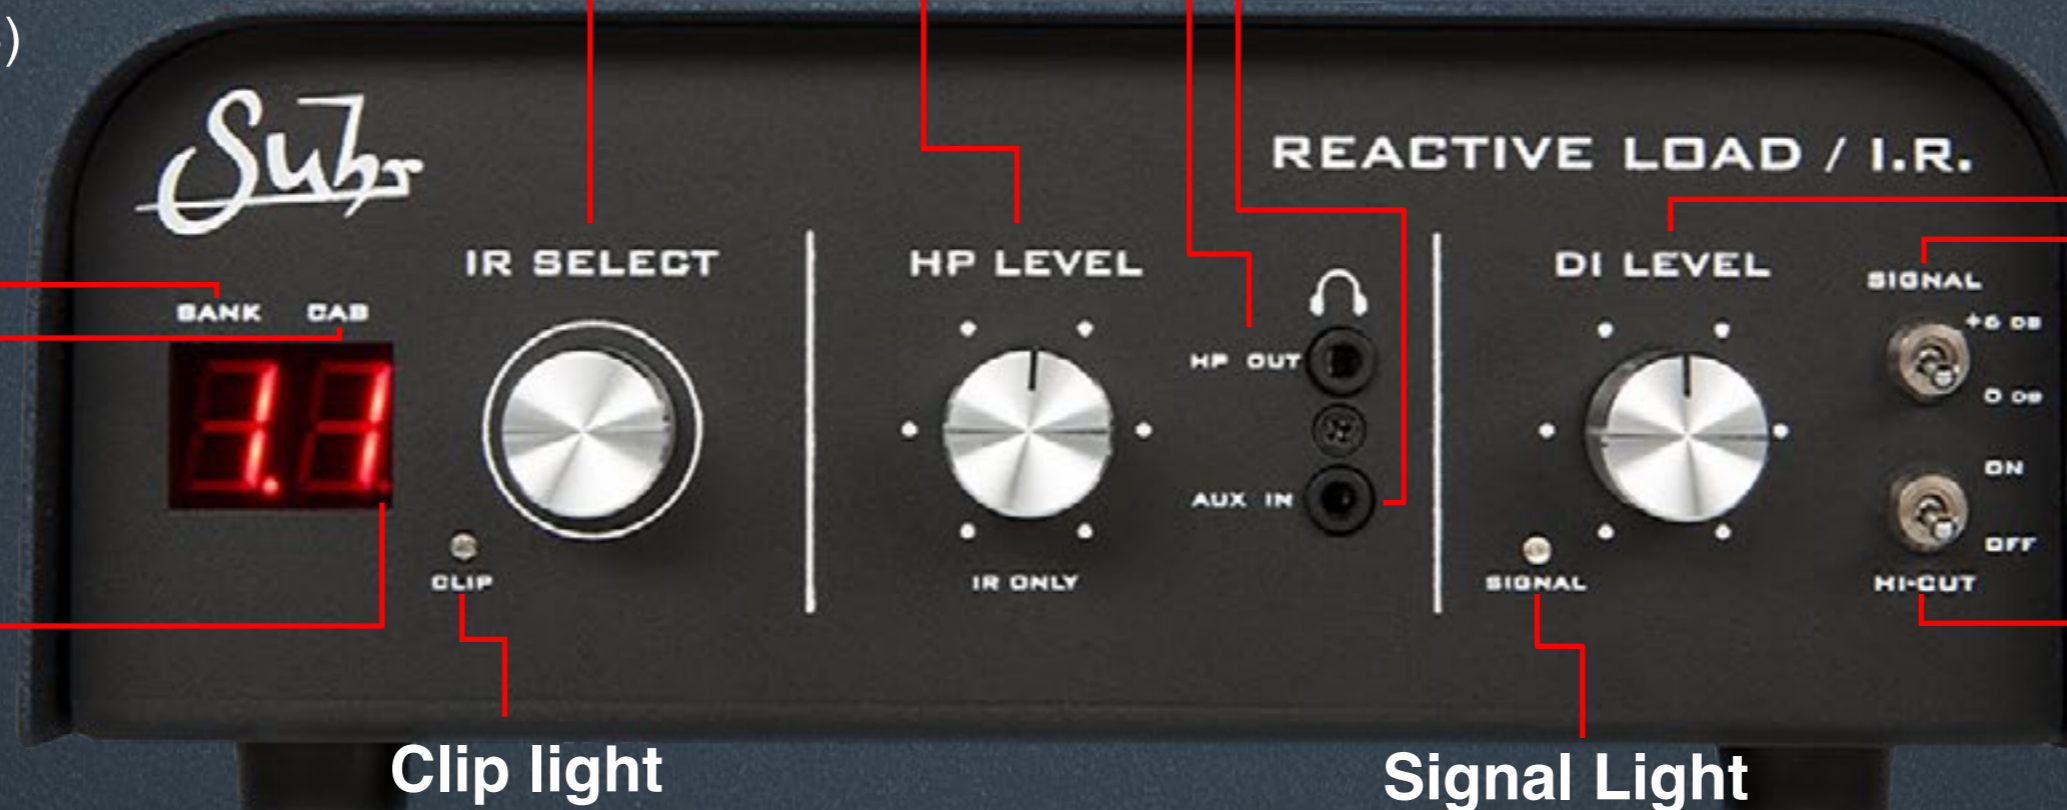 )
Suhr
REACTIVE LOAD / I.R.
IR SELECT
HP LEVEL
DI LEVEL
SIGNAL
BANK CAB
+6 DB
1.1
HP OUT
0 DB
AUX IN
ON
OFF
CLIP
IR ONLY
SIGNAL
HI-CUT
Clip light
Signal Light